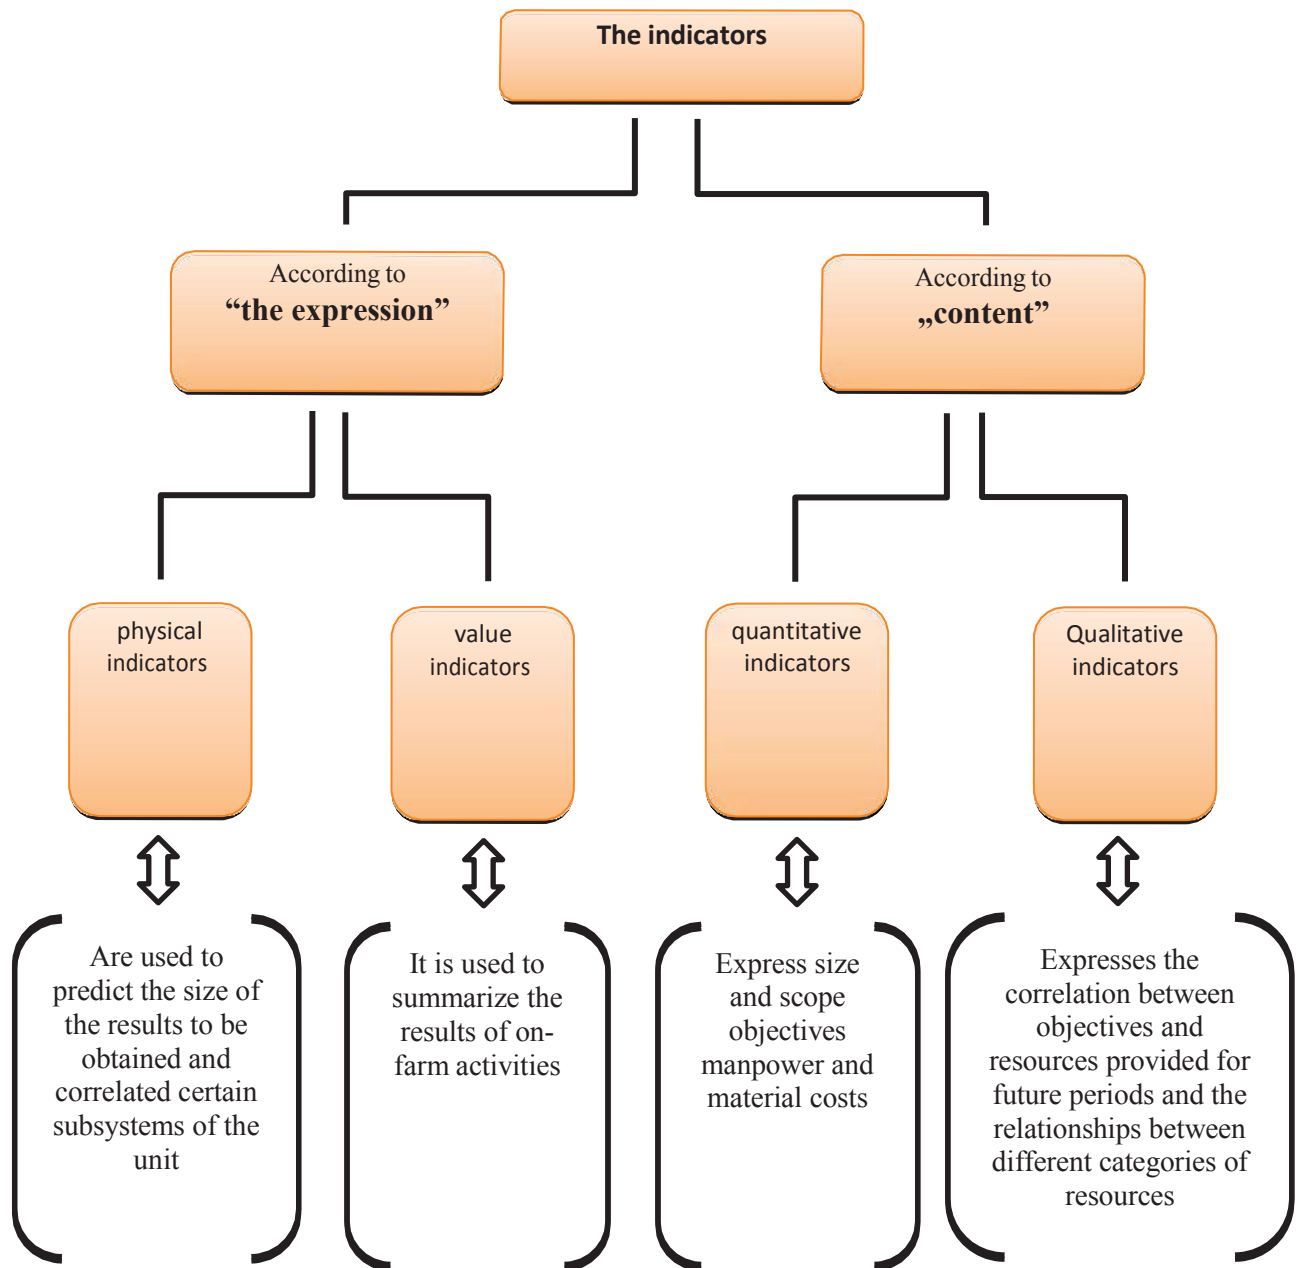 The indicators
According to
“the expression”
According to
„content”
physical
indicators
value
indicators
quantitative
indicators
Qualitative
indicators
Are used to
predict the size of
the results to be
obtained and
correlated certain
subsystems of the
unit
It is used to
summarize the
results of on-
farm activities
Express size
and scope
objectives
manpower and
material costs
Expresses the
correlation between
objectives and
resources provided for
future periods and the
relationships between
different categories of
resources